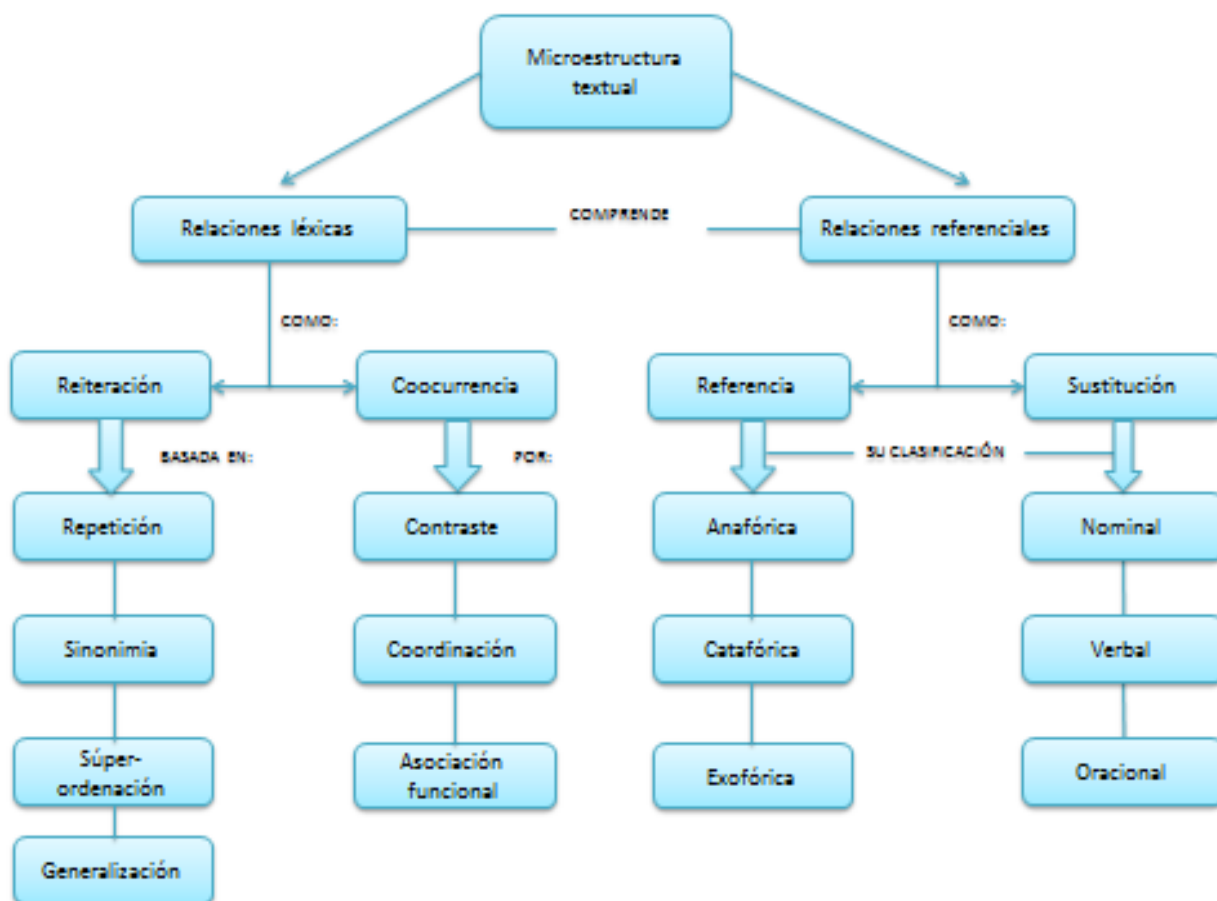 Microestructura
textual
Relaciones léxicas
COMPRENDE
Relaciones referenciales
COMO:
COMO:
Reiteración
Coocurrencia
Referencia
Sustitución
BASADA EN:
POR:
SU CLASIFICACIÓN
Repetición
Contraste
Anafórica
Nominal
Sinonimia
Coordinación
Catafórica
Verbal
Súper-
ordenación
Asociación
funcional
Exofórica
Oracional
Generalización